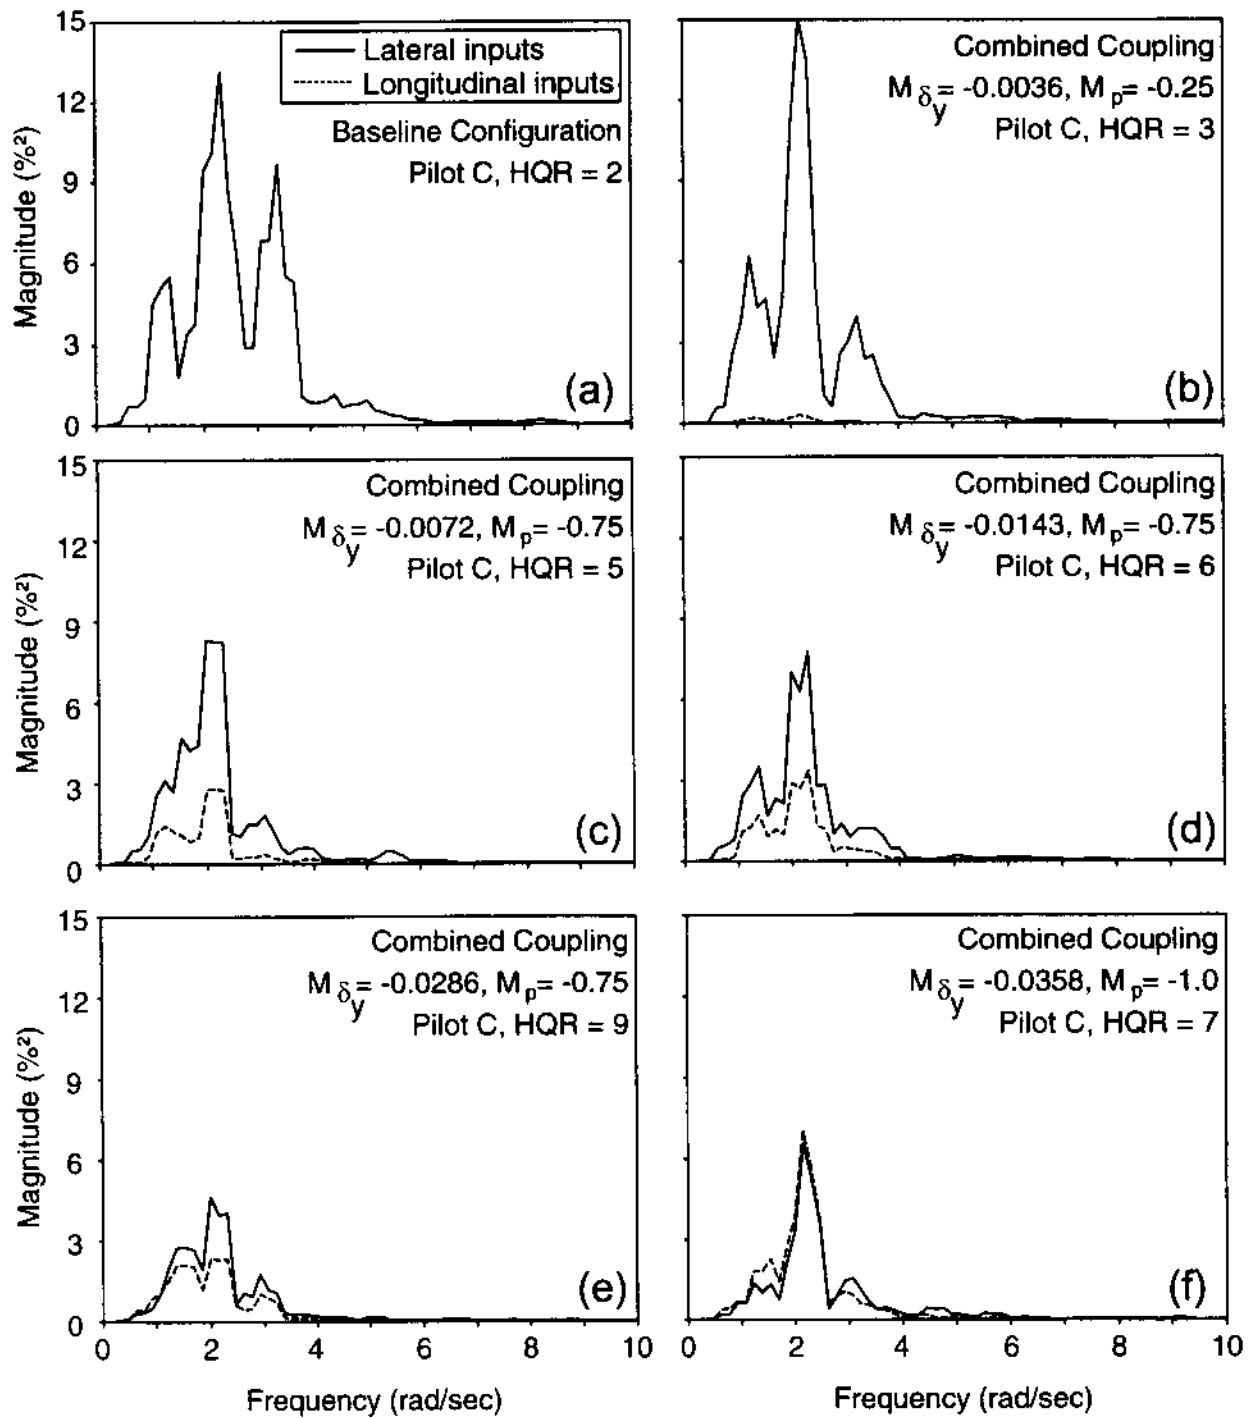 15
12
9
6
3
0
Magnitude (%²)
Lateral inputs
Longitudinal inputs
Baseline Configuration
Pilot C, HQR = 2
(a)
Combined Coupling
M δy = -0.0036, M p = -0.25
Pilot C, HQR = 3
(b)
15
12
9
6
3
0
Magnitude (%²)
Combined Coupling
M δy = -0.0072, M p = -0.75
Pilot C, HQR = 5
(c)
Combined Coupling
M δy = -0.0143, M p = -0.75
Pilot C, HQR = 6
(d)
15
12
9
6
3
0
Magnitude (%²)
Combined Coupling
M δy = -0.0286, M p = -0.75
Pilot C, HQR = 9
(e)
Combined Coupling
M δy = -0.0358, M p = -1.0
Pilot C, HQR = 7
(f)
0 2 4 6 8 10
Frequency (rad/sec)
0 2 4 6 8 10
Frequency (rad/sec)